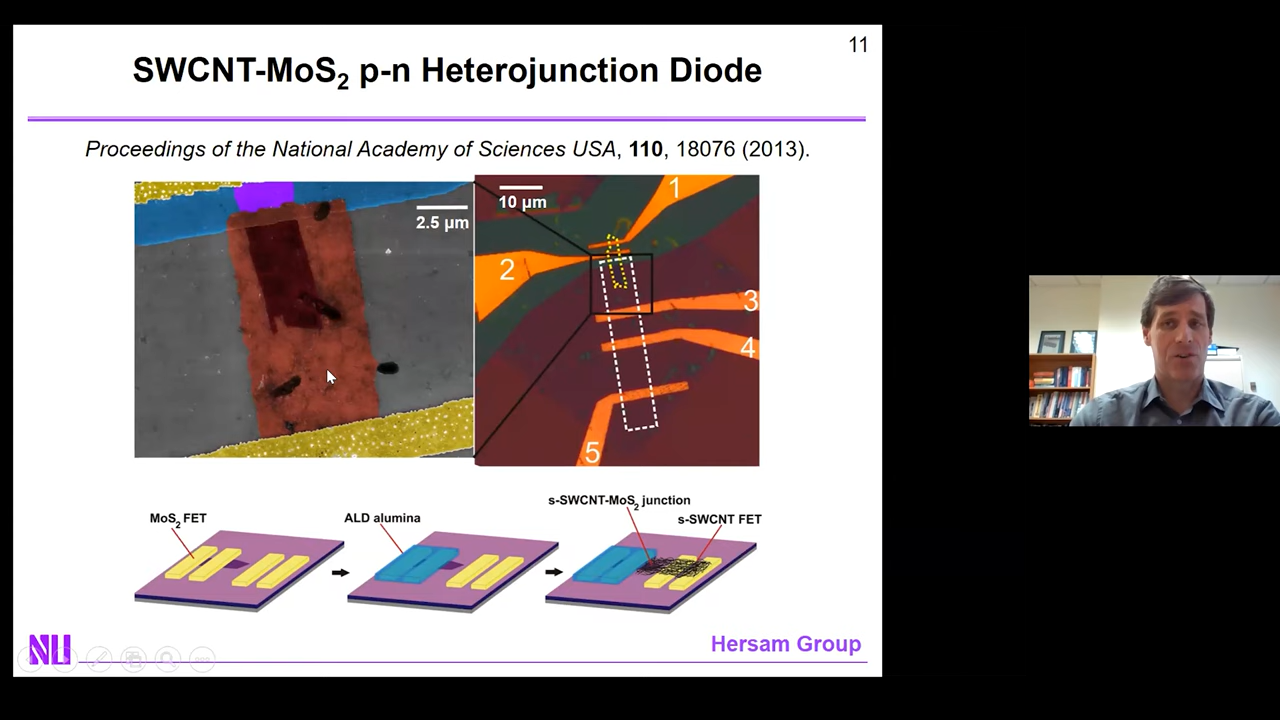 11
SWCNT-MoS2 p-n Heterojunction Diode
Proceedings of the National Academy of Sciences USA, 110, 18076 (2013).
2.5 µm
10 µm
1
2
3
4
5
MoS2 FET
ALD alumina
s-SWCNT-MoS2 junction
s-SWCNT FET
NU
Hersam Group